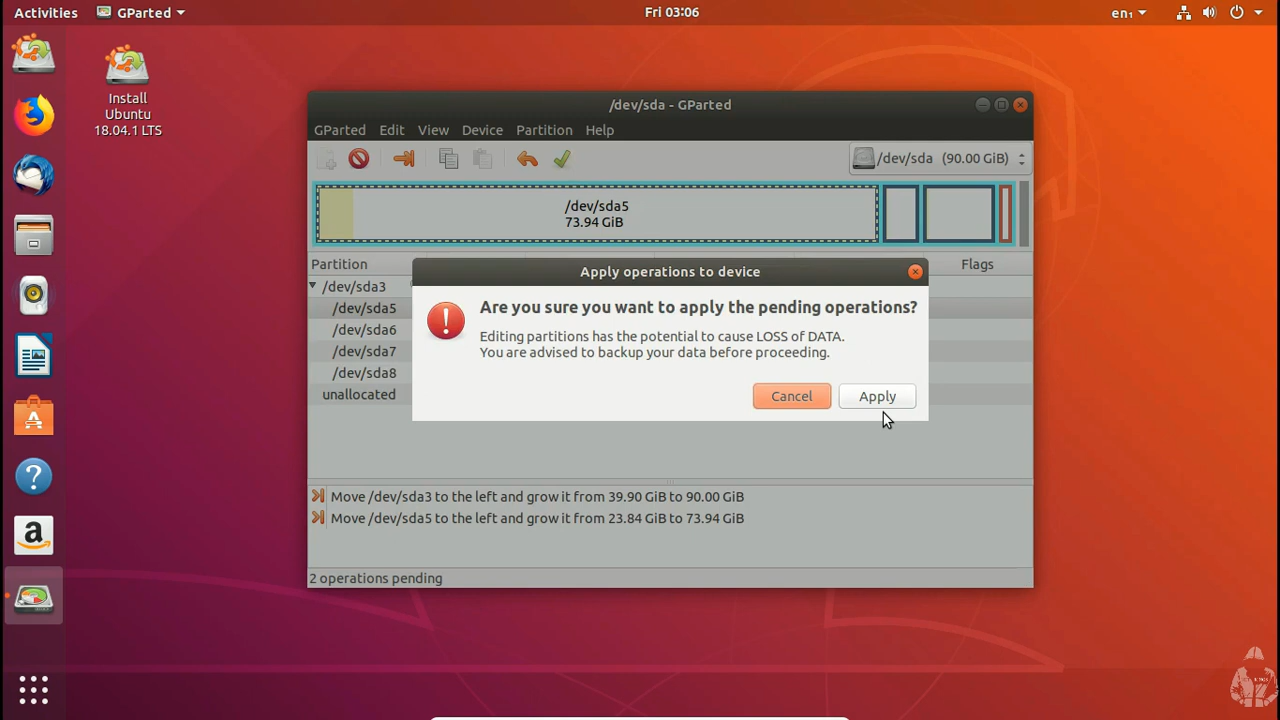 Activities
GParted
Fri 03:06
en₁
Install
Ubuntu
18.04.1 LTS
/dev/sda - GParted
GParted Edit View Device Partition Help
/dev/sda (90.00 GiB)
/dev/sda5
73.94 GiB
Partition
Flags
/dev/sda3
/dev/sda5
/dev/sda6
/dev/sda7
/dev/sda8
unallocated
Apply operations to device
Are you sure you want to apply the pending operations?
Editing partitions has the potential to cause LOSS of DATA.
You are advised to backup your data before proceeding.
Cancel
Apply
Move /dev/sda3 to the left and grow it from 39.90 GiB to 90.00 GiB
Move /dev/sda5 to the left and grow it from 23.84 GiB to 73.94 GiB
2 operations pending